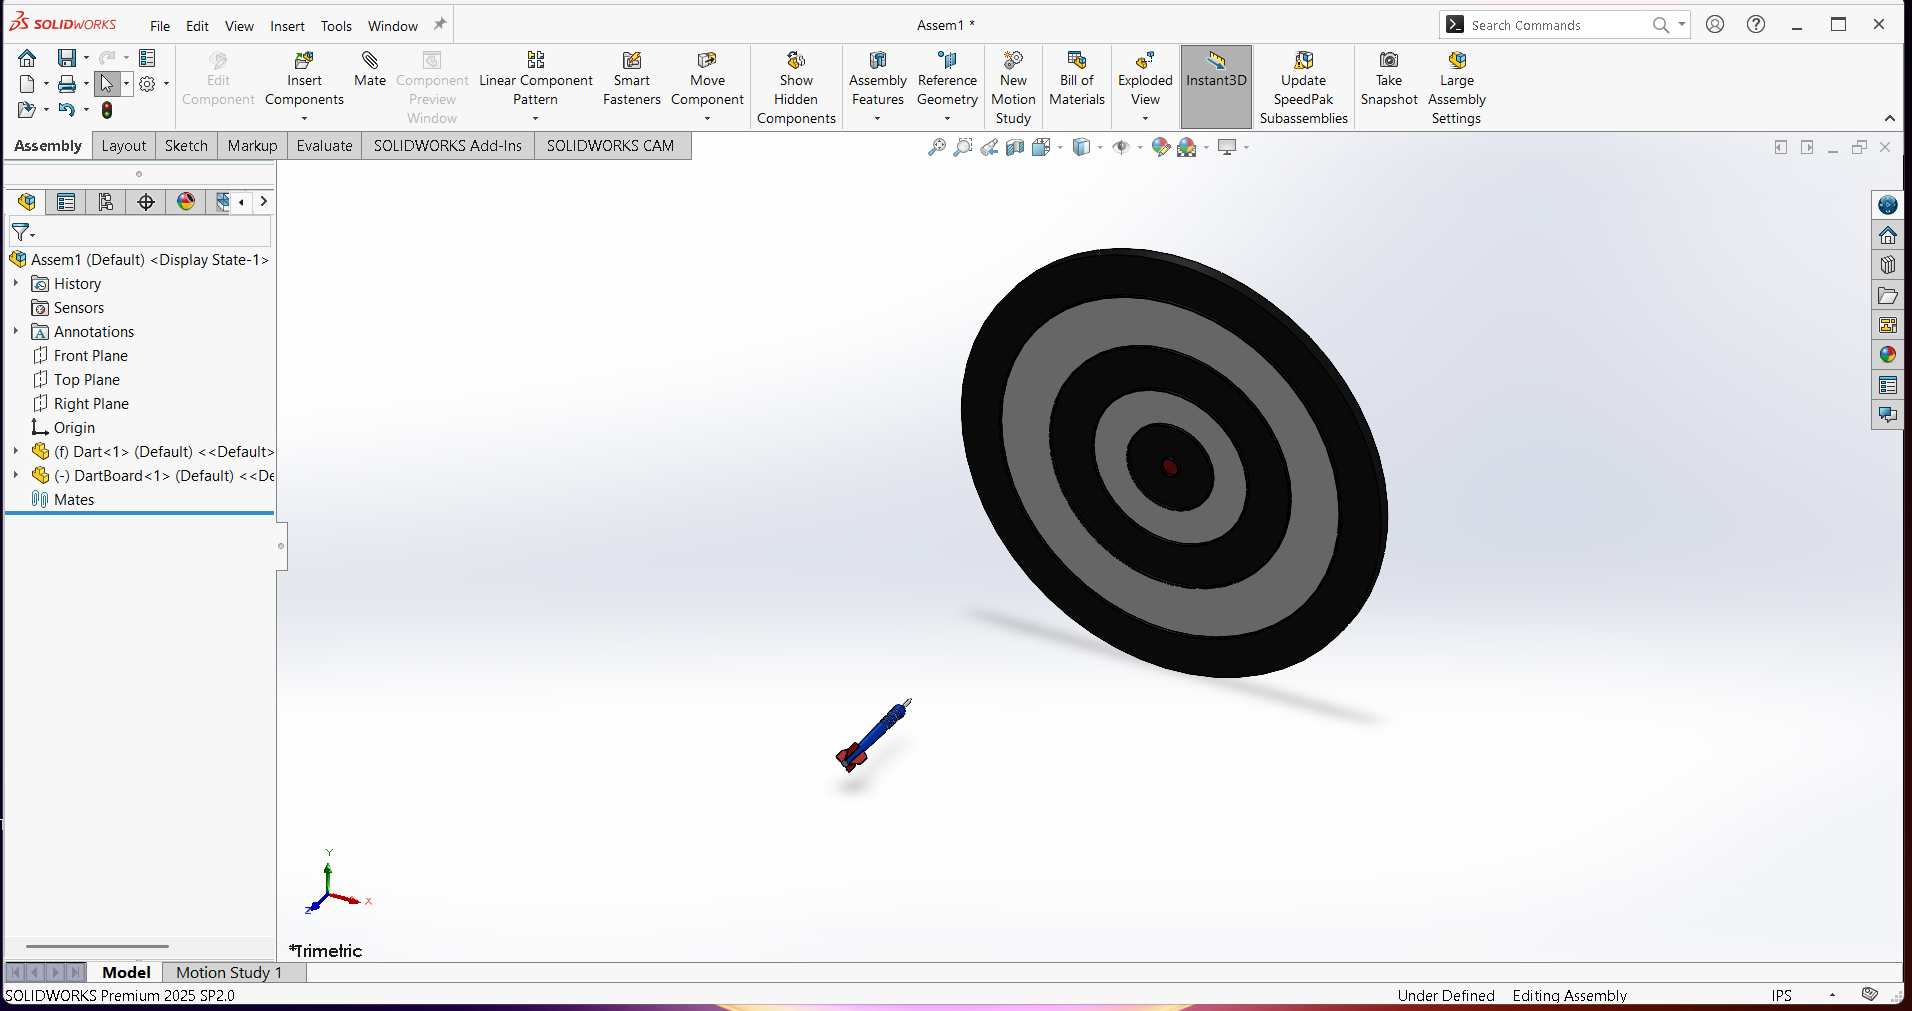 SOLIDWORKS File Edit View Insert Tools Window Assem1 * Search Commands
Edit Component
Insert Components
Mate
Component Preview Window
Linear Component Pattern
Smart Fasteners
Move Component
Show Hidden Components
Assembly Features
Reference Geometry
New Motion Study
Bill of Materials
Exploded View
Instant3D
Update SpeedPak Subassemblies
Take Snapshot
Large Assembly Settings
Assembly Layout Sketch Markup Evaluate SOLIDWORKS Add-Ins SOLIDWORKS CAM
Assem1 (Default) <Display State-1>
History
Sensors
A Annotations
Front Plane
Top Plane
Right Plane
Origin
(f) Dart<1> (Default) <<Default>
(-) DartBoard<1> (Default) <<De
Mates
Y
X
Z
*Trimetric
Model Motion Study 1
SOLIDWORKS Premium 2025 SP2.0 Under Defined Editing Assembly IPS